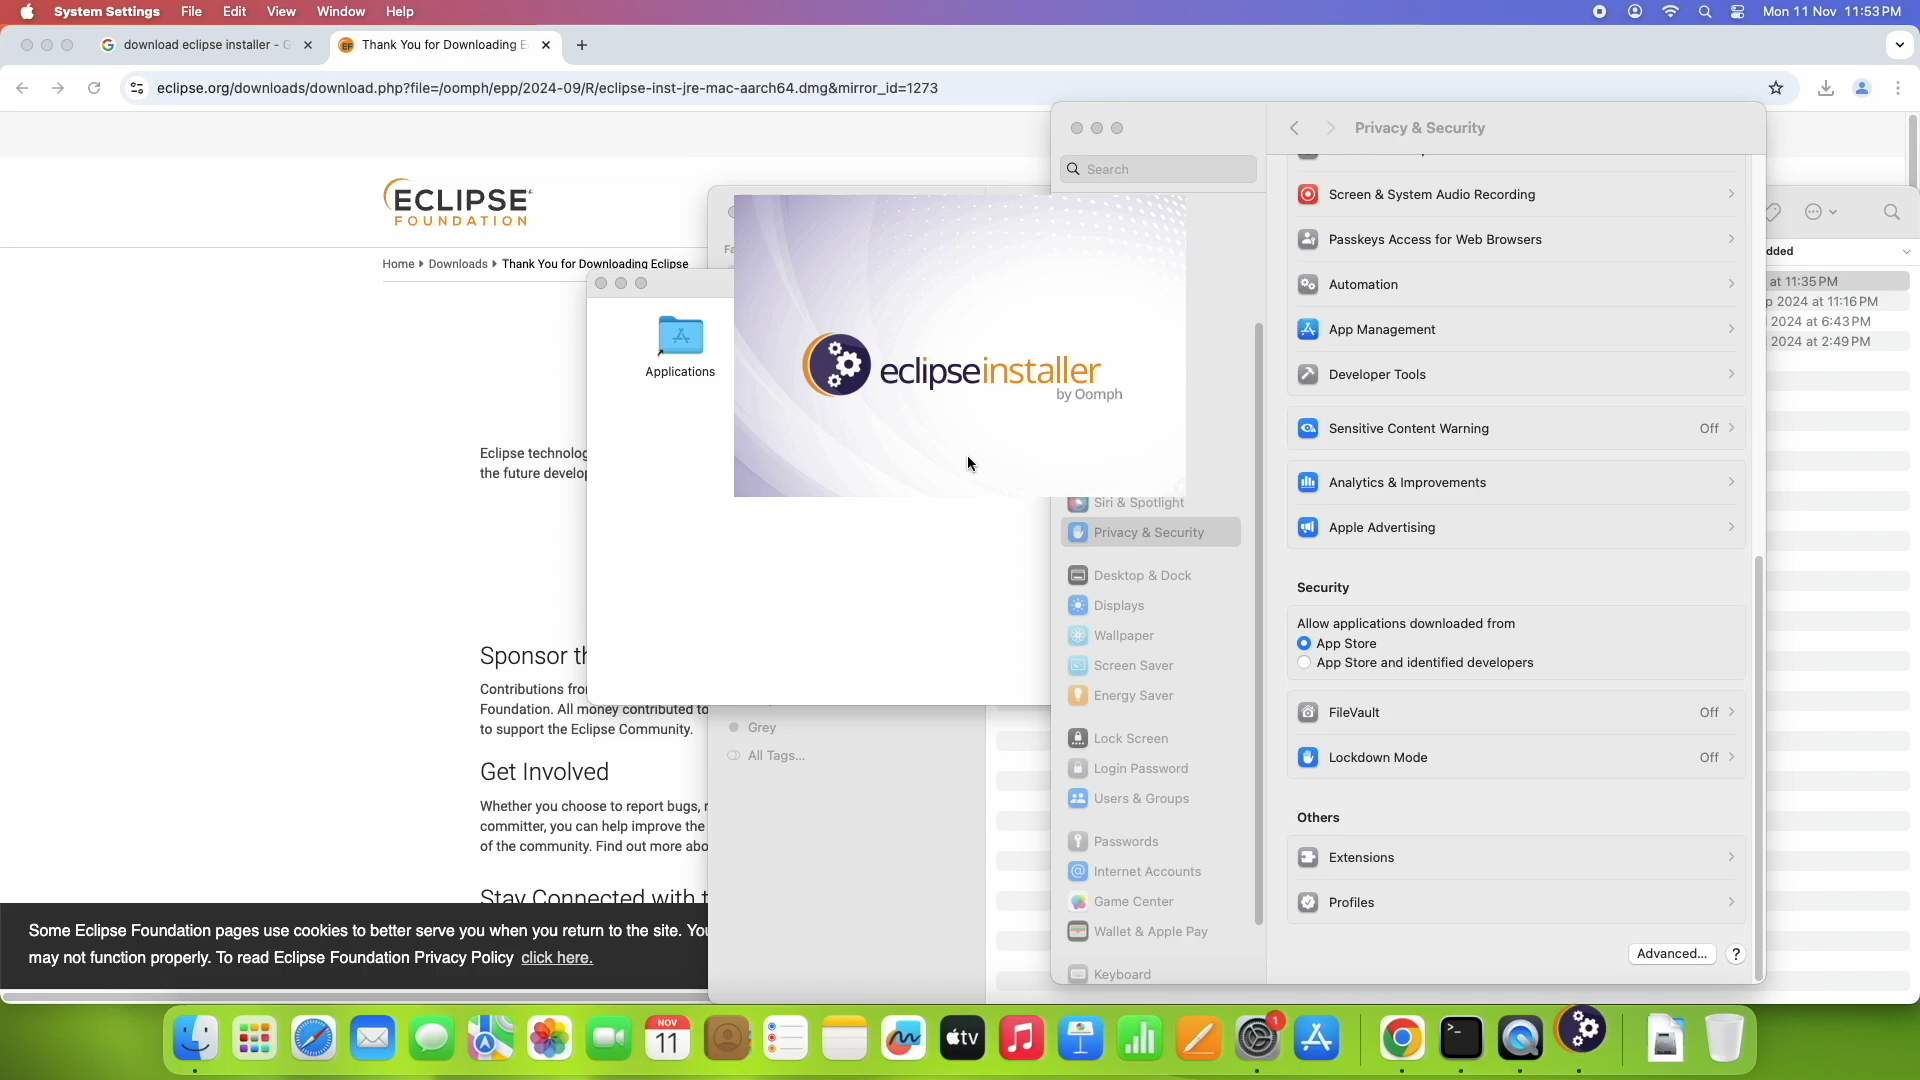 System Settings File Edit View Window Help
Mon 11 Nov 11:53PM
download eclipse installer - G
Thank You for Downloading E
eclipse.org/downloads/download.php?file=/oomph/epp/2024-09/R/eclipse-inst-jre-mac-aarch64.dmg&mirror_id=1273
ECLIPSE
FOUNDATION
Home Downloads Thank You for Downloading Eclipse
Eclipse technolog
the future develop
Sponsor th
Contributions fro
Foundation. All money contributed to
to support the Eclipse Community.
Get Involved
Whether you choose to report bugs, r
committer, you can help improve the
of the community. Find out more abo
Stay Connected with t
Some Eclipse Foundation pages use cookies to better serve you when you return to the site. You
may not function properly. To read Eclipse Foundation Privacy Policy click here.
Fa
Grey
All Tags...
Applications
eclipseinstaller
by Oomph
Search
Siri & Spotlight
Privacy & Security
Desktop & Dock
Displays
Wallpaper
Screen Saver
Energy Saver
Lock Screen
Login Password
Users & Groups
Passwords
Internet Accounts
Game Center
Wallet & Apple Pay
Keyboard
Privacy & Security
Screen & System Audio Recording
Passkeys Access for Web Browsers
Automation
App Management
Developer Tools
Sensitive Content Warning Off
Analytics & Improvements
Apple Advertising
Security
Allow applications downloaded from
App Store
App Store and identified developers
FileVault Off
Lockdown Mode Off
Others
Extensions
Profiles
Advanced... ?
dded
at 11:35PM
p 2024 at 11:16PM
2024 at 6:43PM
2024 at 2:49PM
NOV
11
tv
1